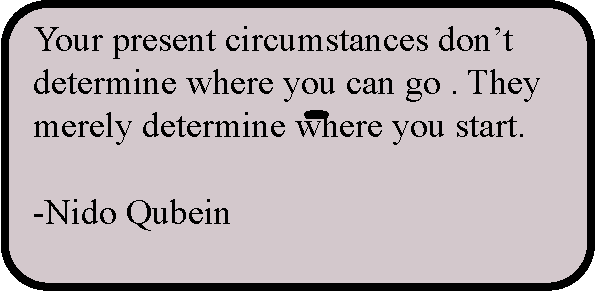 Your present circumstances don’t
determine where you can go . They
merely determine where you start.
-Nido Qubein